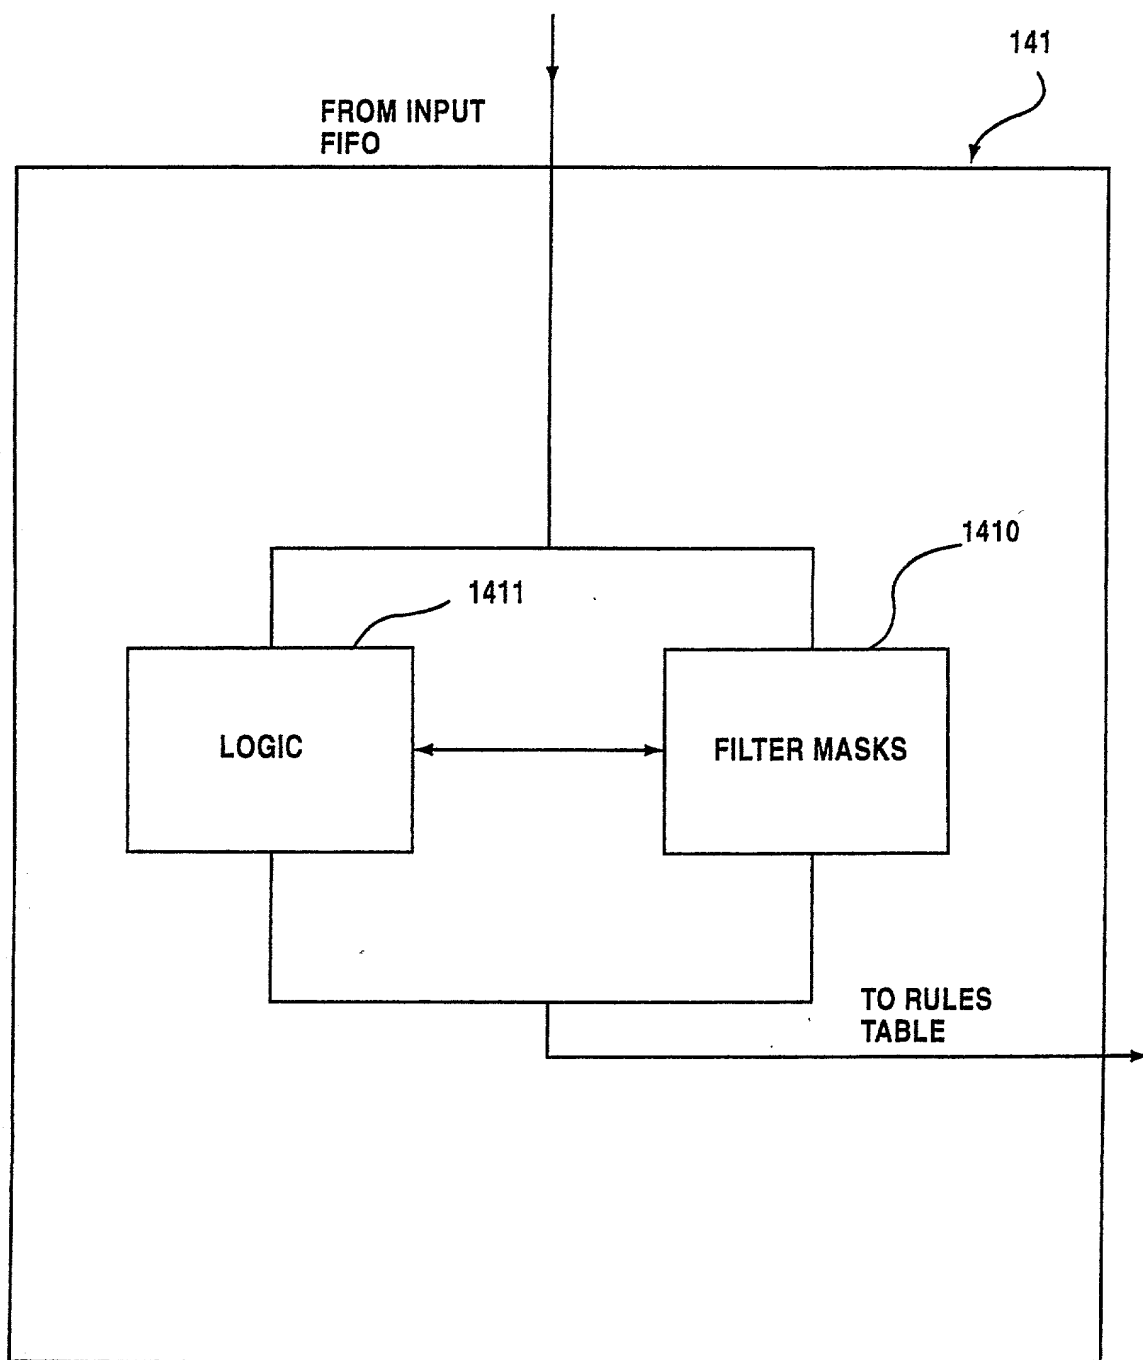 141
FROM INPUT
FIFO
1410
1411
LOGIC
FILTER MASKS
TO RULES
TABLE